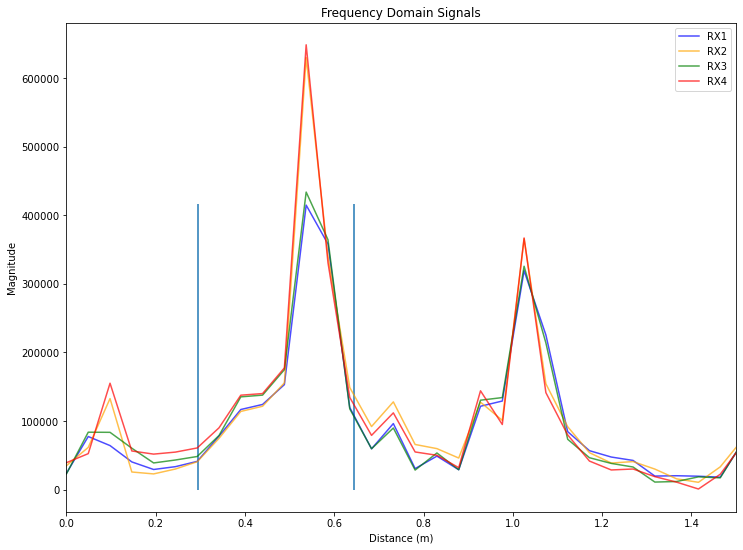 Frequency Domain Signals
RX1
RX2
RX3
RX4
Magnitude
600000
500000
400000
300000
200000
100000
0
0.0 0.2 0.4 0.6 0.8 1.0 1.2 1.4
Distance (m)